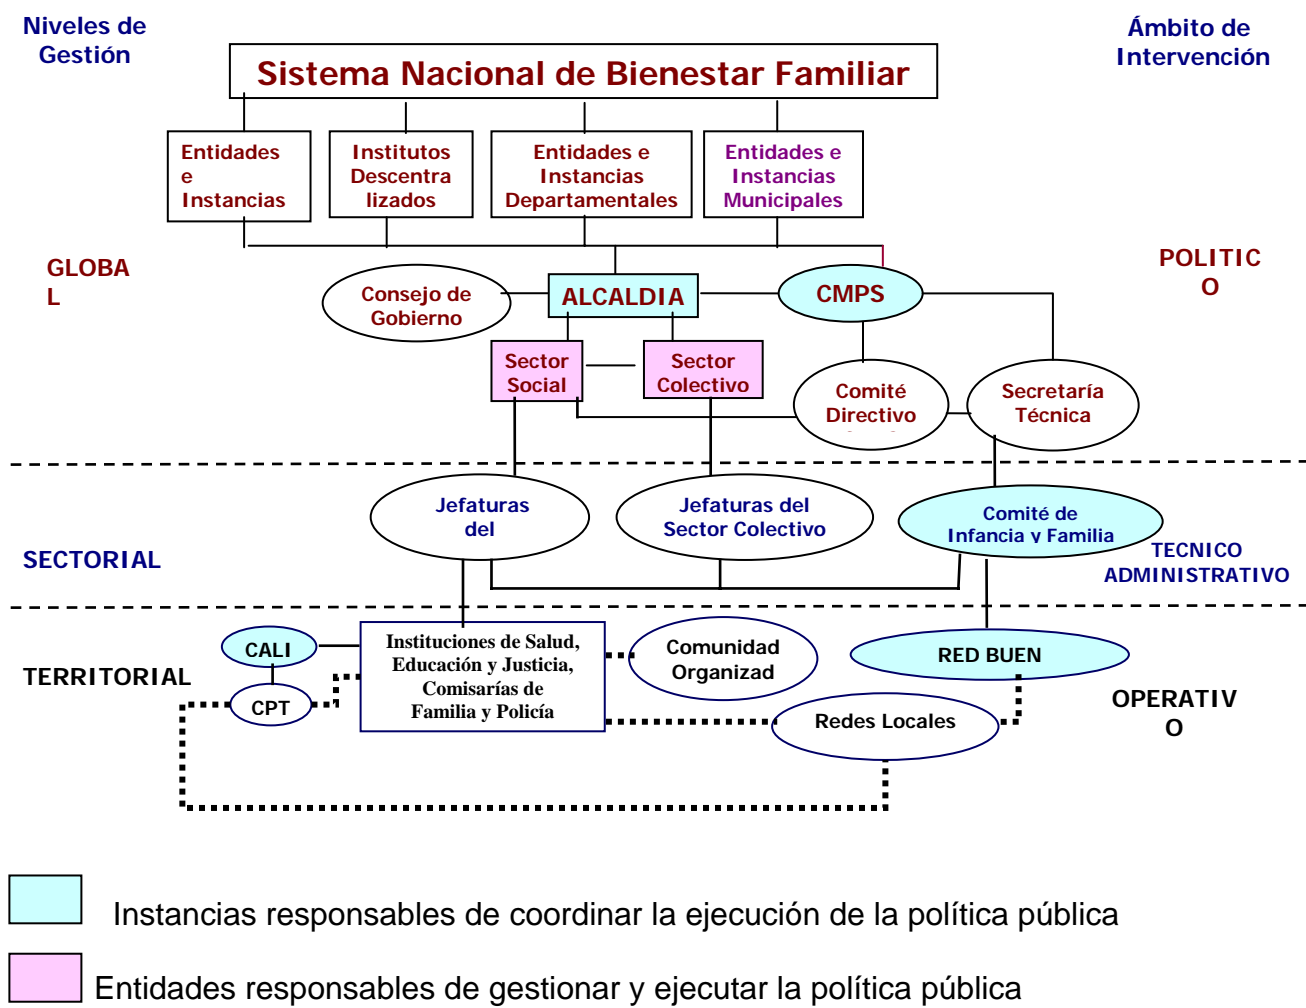 Niveles de
Gestión
Ámbito de
Intervención
Sistema Nacional de Bienestar Familiar
Entidades
e
Instancias
Institutos
Descentra
lizados
Entidades e
Instancias
Departamentales
Entidades e
Instancias
Municipales
GLOBA
L
POLITIC
O
Consejo de
Gobierno
ALCALDIA
CMPS
Sector
Social
Sector
Colectivo
Comité
Directivo
Secretaría
Técnica
Jefaturas
del
Jefaturas del
Sector Colectivo
Comité de
Infancia y Familia
SECTORIAL
TECNICO
ADMINISTRATIVO
CALI
Instituciones de Salud,
Educación y Justicia,
Comisarías de
Familia y Policía
Comunidad
Organizad
RED BUEN
TERRITORIAL
CPT
Redes Locales
OPERATIV
O
Instancias responsables de coordinar la ejecución de la política pública
Entidades responsables de gestionar y ejecutar la política pública